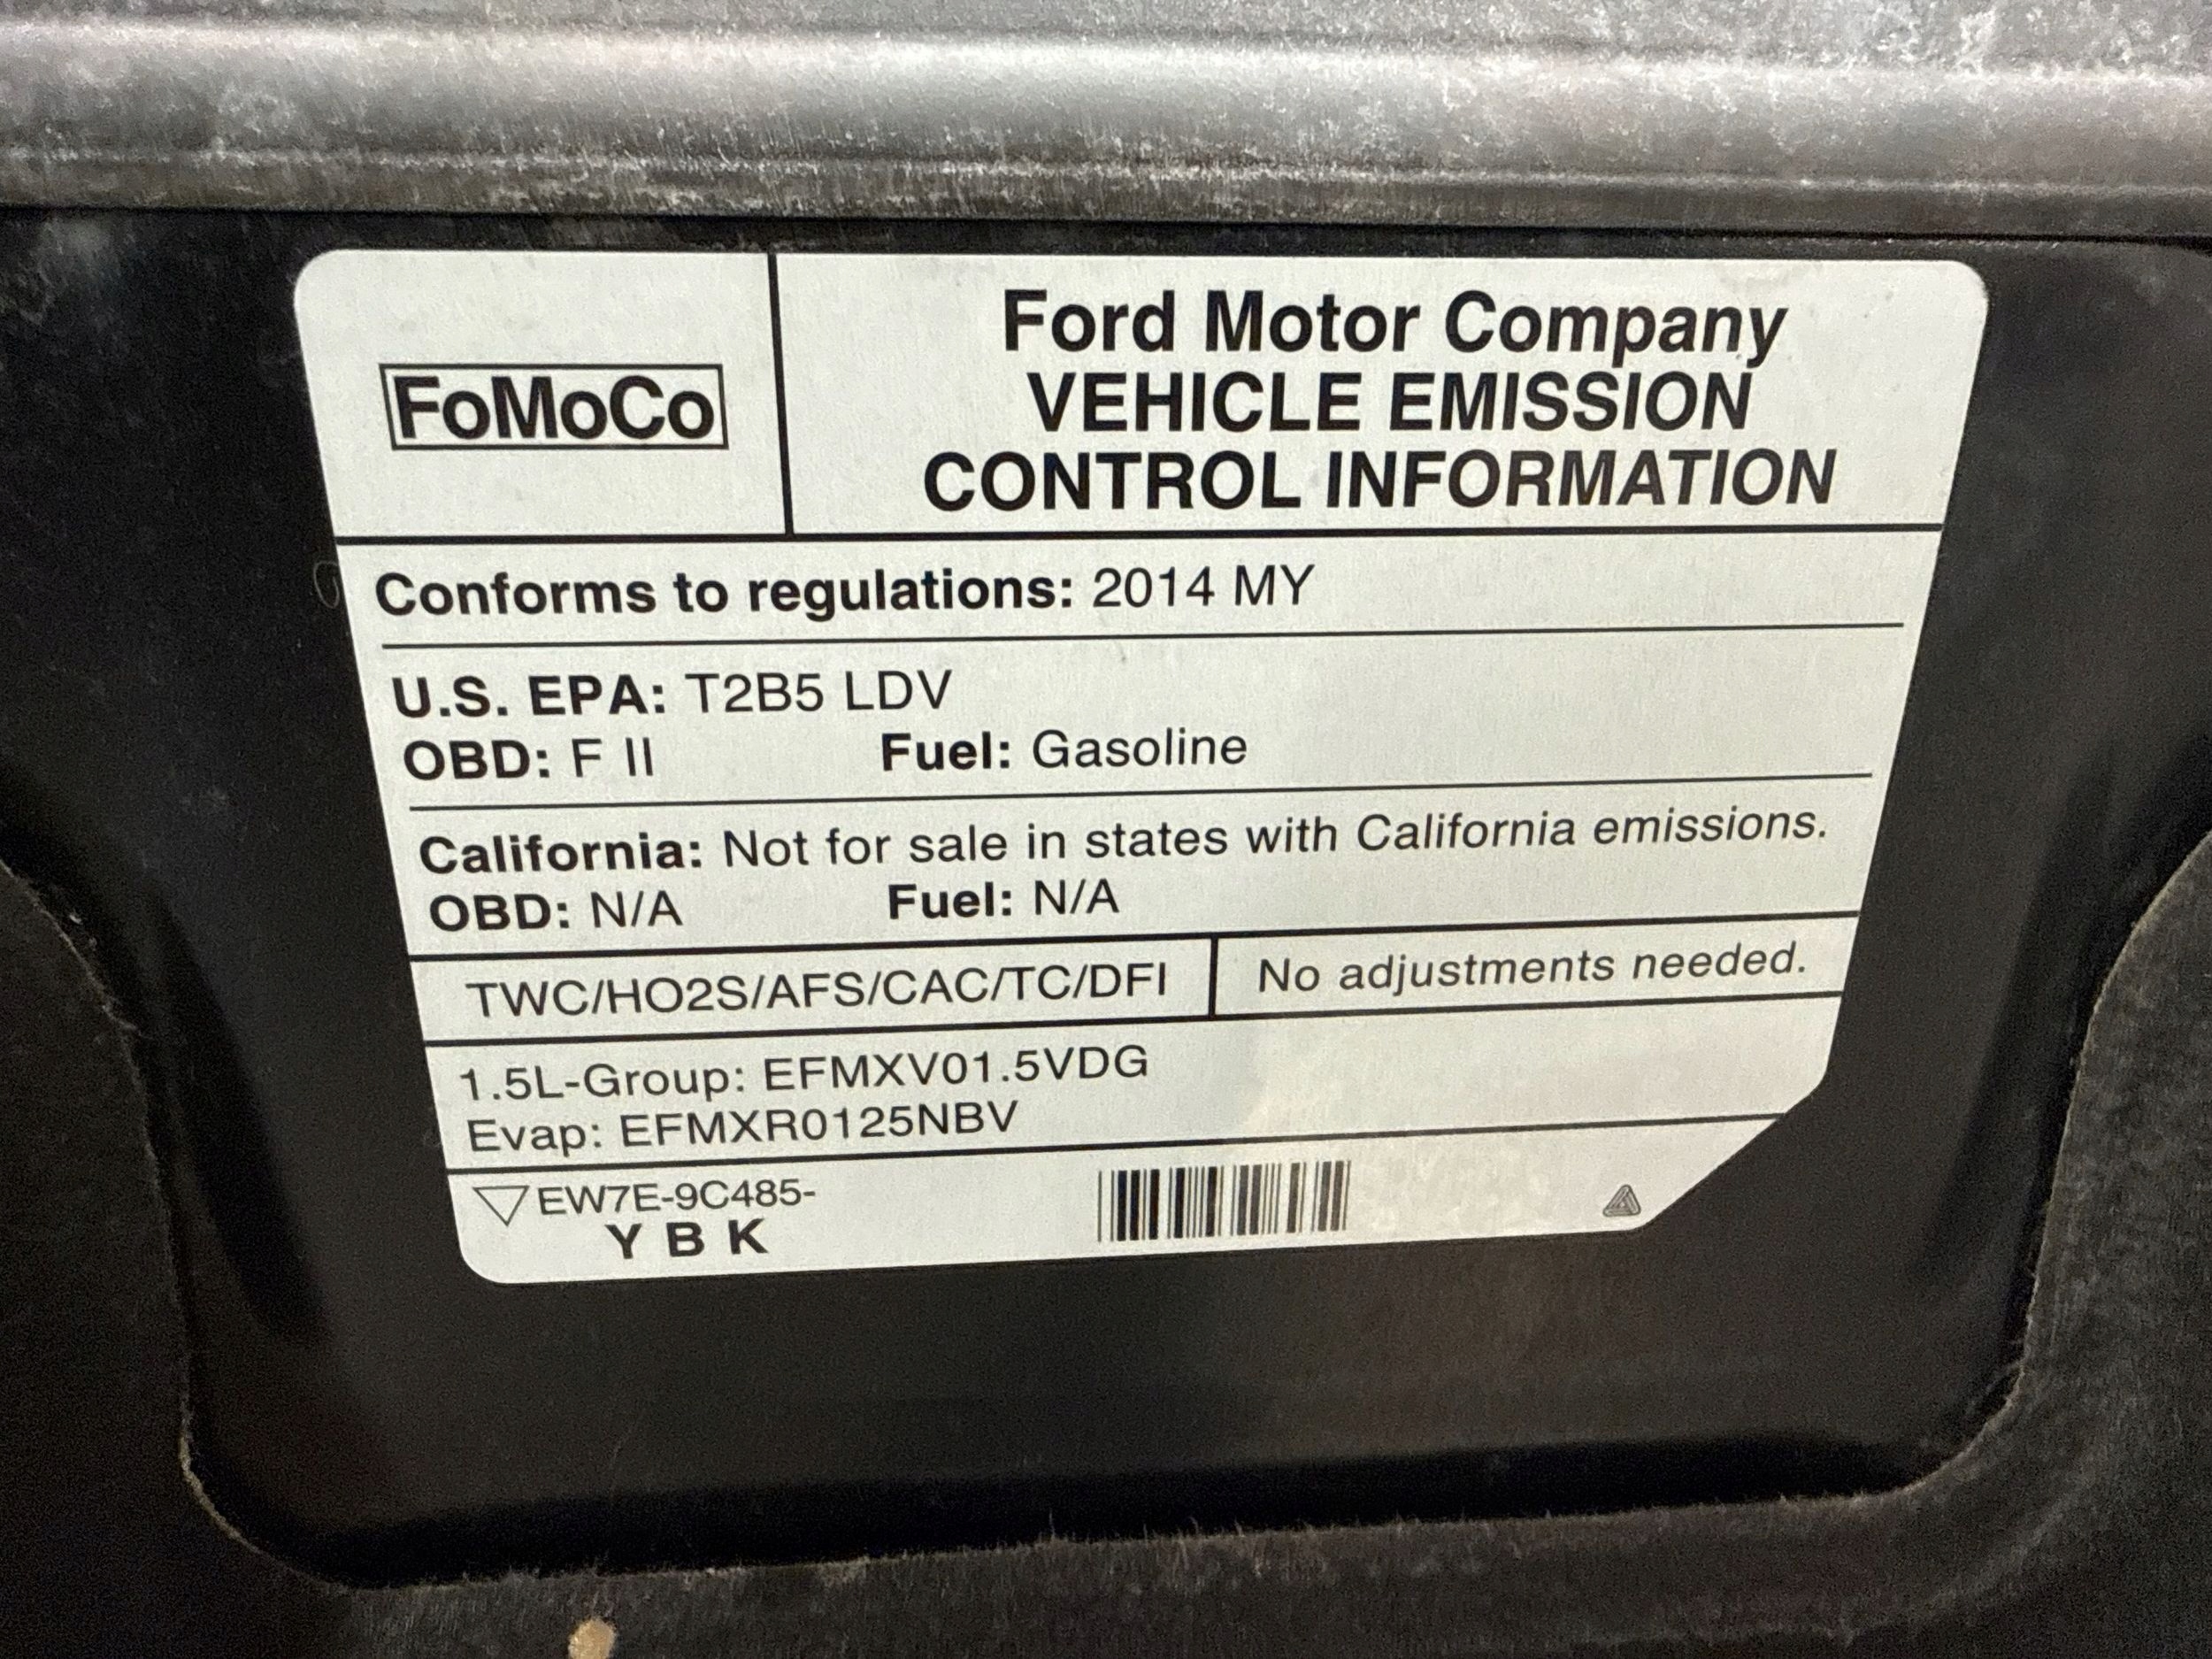 FoMoCo
Ford Motor Company
VEHICLE EMISSION
CONTROL INFORMATION
Conforms to regulations: 2014 MY
U.S. EPA: T2B5 LDV
OBD: F II Fuel: Gasoline
California: Not for sale in states with California emissions.
OBD: N/A Fuel: N/A
TWC/HO2S/AFS/CAC/TC/DFI No adjustments needed.
1.5L-Group: EFMXV01.5VDG
Evap: EFMXR0125NBV
EW7E-9C485-
Y B K